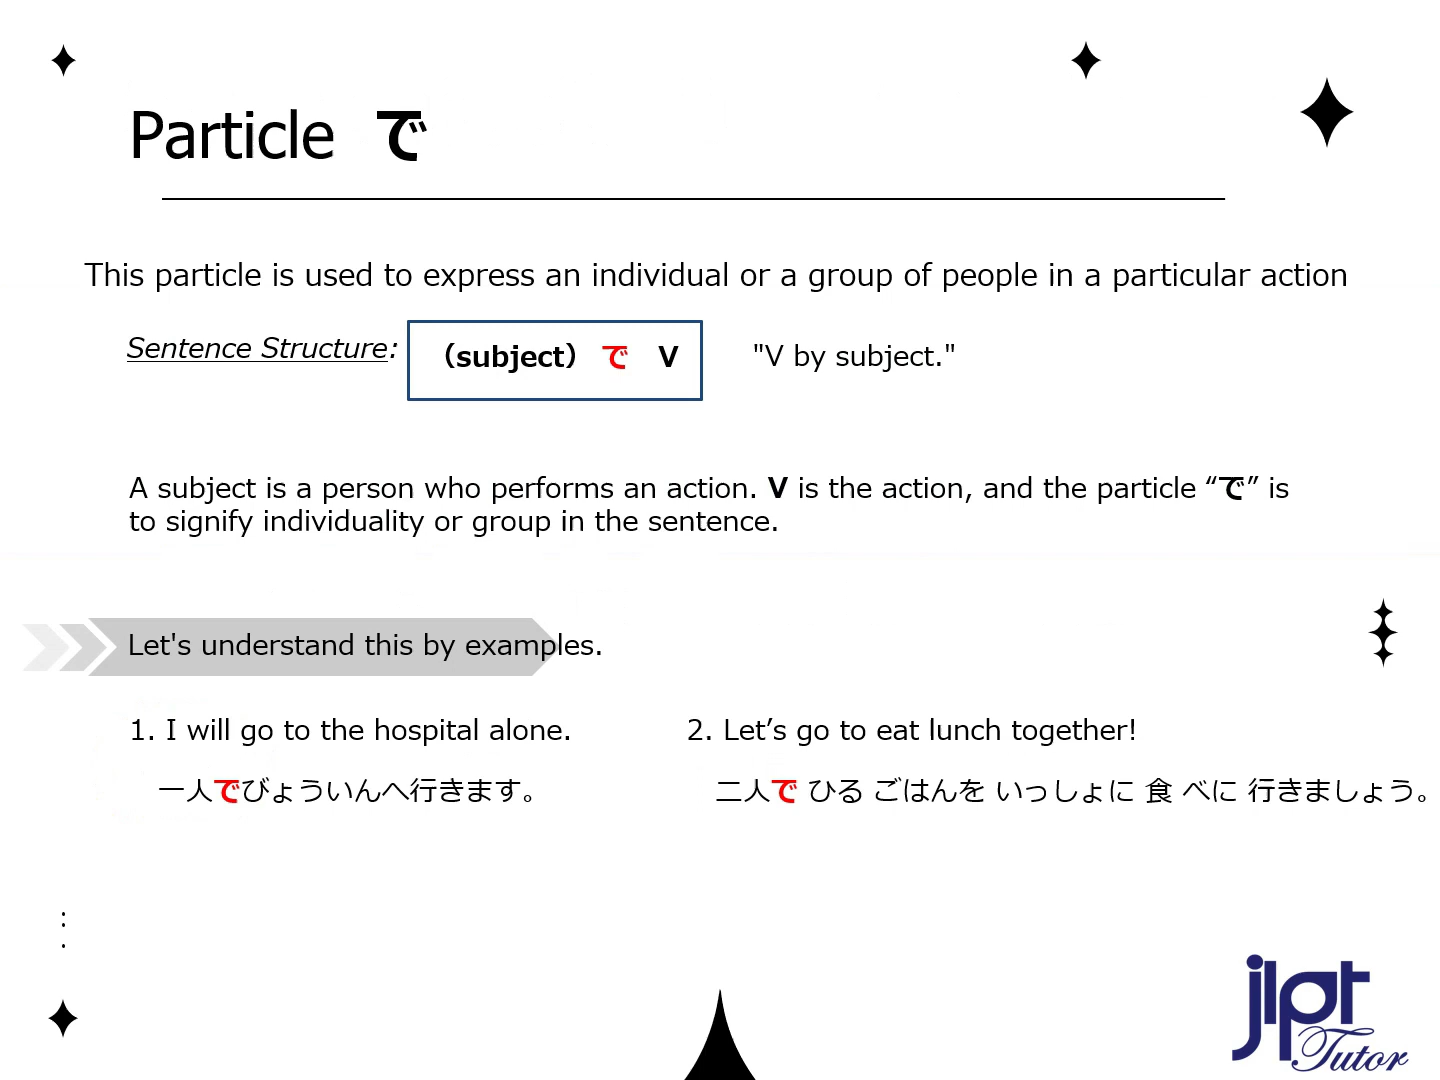 Particle で
This particle is used to express an individual or a group of people in a particular action
Sentence Structure: （subject） で V "V by subject."
A subject is a person who performs an action. V is the action, and the particle “で” is
to signify individuality or group in the sentence.
Let's understand this by examples.
1. I will go to the hospital alone.
一人でびょういんへ行きます。
2. Let’s go to eat lunch together!
二人で ひる ごはんを いっしょに 食 べに 行きましょう。
jlpt
Tutor